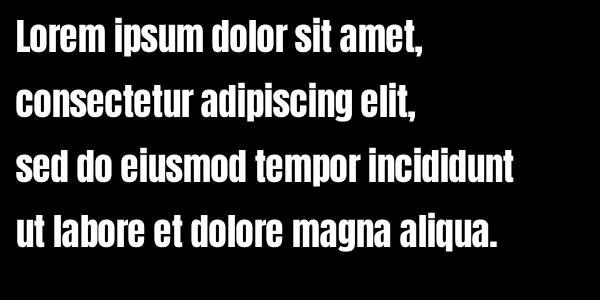 Lorem ipsum dolor sit amet,
consectetur adipiscing elit,
sed do eiusmod tempor incididunt
ut labore et dolore magna aliqua.